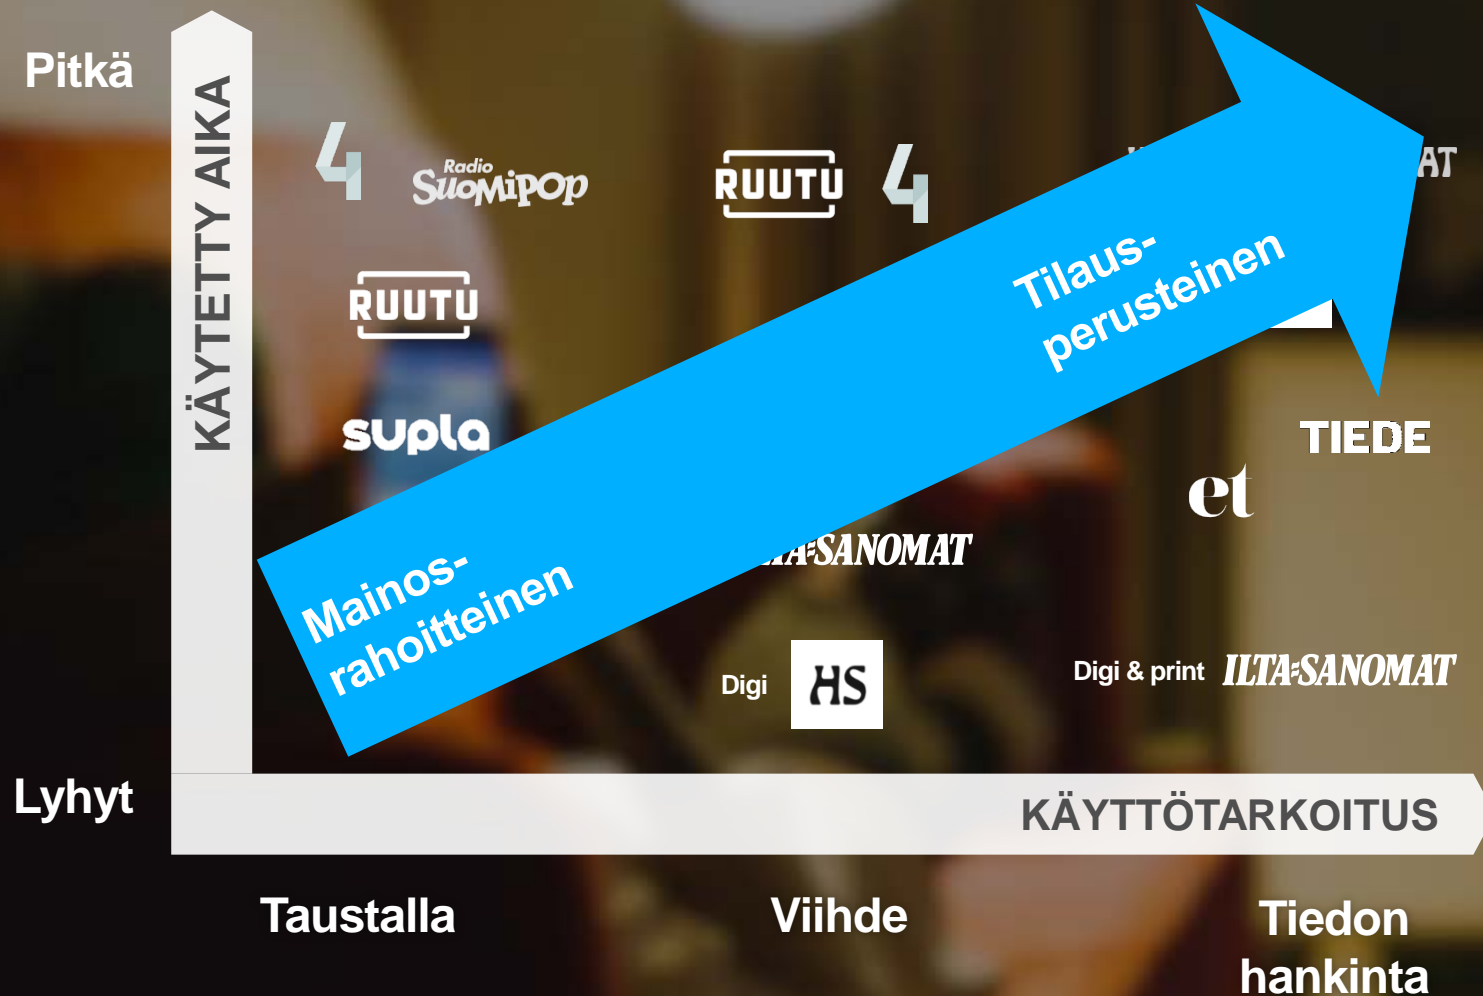 Pitkä
KÄYTETTY AIKA
4
Radio
SuoMiPOp
RUUTU
4
AT
RUUTU
Tilaus-
perusteinen
supla
TIEDE
et
SANOMAT
Mainos-
rahoitteinen
Digi
HS
Digi & print
ILTA-SANOMAT
Lyhyt
KÄYTTÖTARKOITUS
Taustalla
Viihde
Tiedon
hankinta